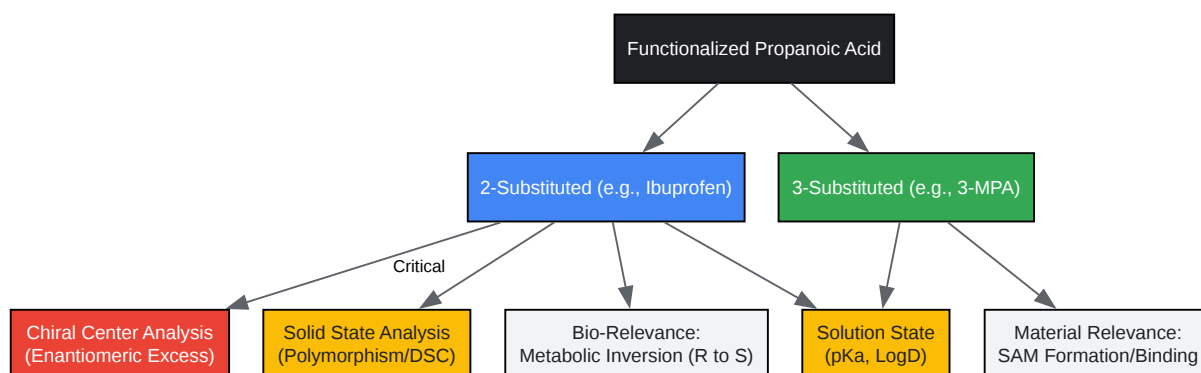 Functionalized Propanoic Acid
2-Substituted (e.g., Ibuprofen)
3-Substituted (e.g., 3-MPA)
Critical
Chiral Center Analysis
(Enantiomeric Excess)
Solid State Analysis
(Polymorphism/DSC)
Bio-Relevance:
Metabolic Inversion (R to S)
Solution State
(pKa, LogD)
Material Relevance:
SAM Formation/Binding